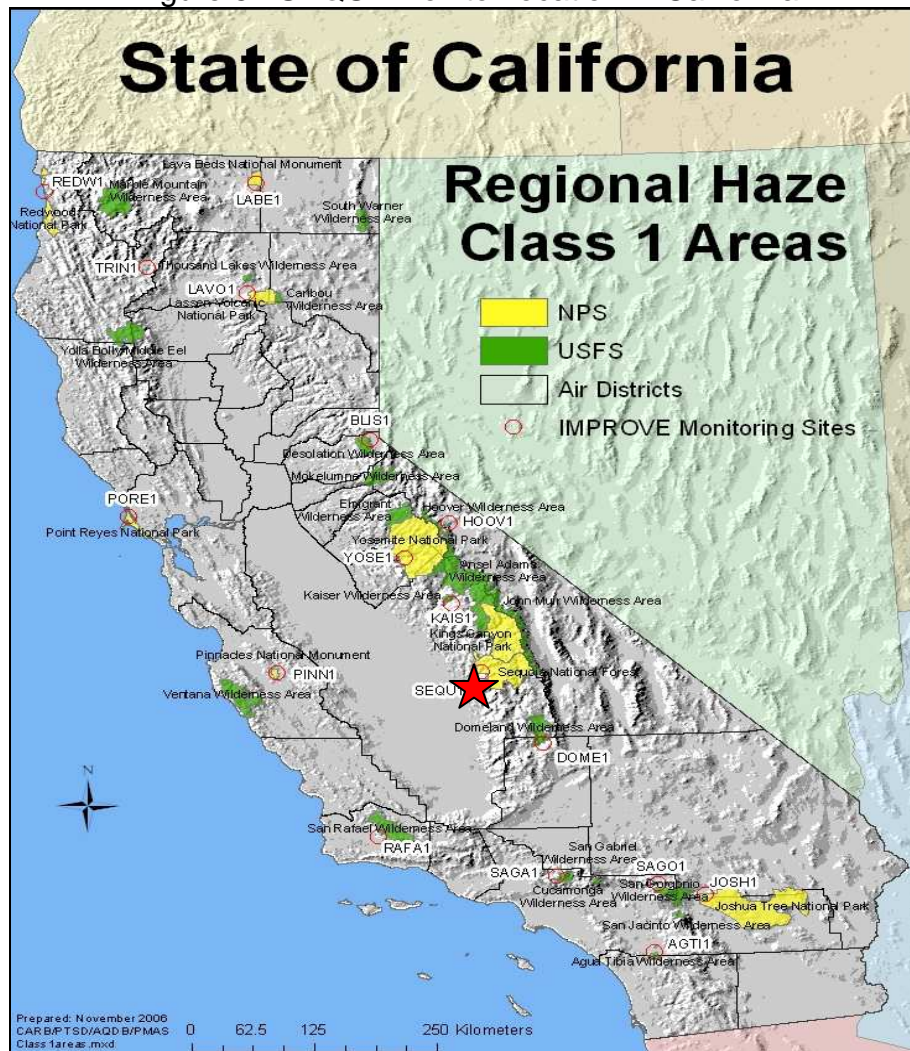 State of California
Regional Haze
Class 1 Areas
NPS
USFS
Air Districts
IMPROVE Monitoring Sites
Lava Beds National Monument
REDW1
Marble Mountain
Wilderness Area
LABE1
South Warner
Wilderness Area
Redwood
National Park
TRIN1
Thousand Lakes Wilderness Area
LAVO1
Lassen Volcanic
National Park
Caribou
Wilderness Area
Yolla Bolly Middle Eel
Wilderness Area
BLIS1
Desolation Wilderness Area
Mokelumne Wilderness Area
PORE1
Point Reyes National Park
Emigrant
Wilderness Area
Hoover Wilderness Area
HOOV1
Yosemite National Park
YOSE1
Ansel Adams
Wilderness Area
Kaiser Wilderness Area
John Muir Wilderness Area
KAIS1
Kings Canyon
National Park
Pinnacles National Monument
PINN1
Sequoia National Forest
SEQU1
Ventana Wilderness Area
Domeland Wilderness Area
DOME1
N
San Rafael Wilderness Area
RAFA1
San Gabriel
Wilderness Area
SAGA1
Cucamonga
Wilderness Area
SAGO1
San Gorgonio
Wilderness Area
JOSH1
Joshua Tree National Park
San Jacinto Wilderness Area
AGTI1
Agua Tibia Wilderness Area
Prepared: November 2006
CARB/PTSD/AQDB/PMAS
Class1areas.mxd
0 62.5 125 250 Kilometers